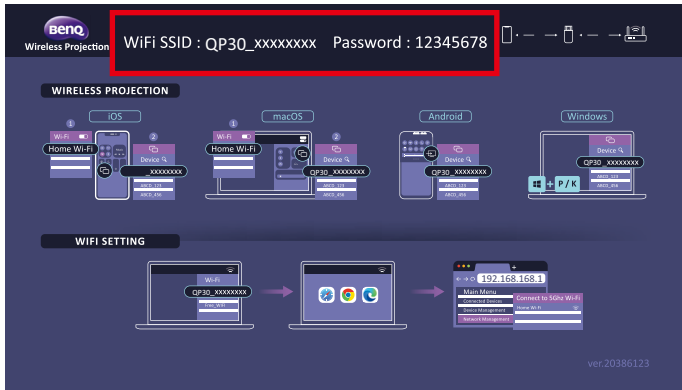 BenQ
Wireless Projection
WiFi SSID : QP30_xxxxxxxx Password : 12345678
WIRELESS PROJECTION
iOS
1
Wi-Fi
Home Wi-Fi
2
Device
_xxxxxxxx
ABCD_123
ABCD_456
macOS
1
Wi-Fi
Home Wi-Fi
2
Device
QP30_xxxxxxxx
ABCD_123
ABCD_456
Android
Device
QP30_xxxxxxxx
ABCD_123
ABCD_456
Windows
Device
QP30_xxxxxxxx
ABCD_123
ABCD_456
+ P / K
WIFI SETTING
Wi-Fi
QP30_xxxxxxxx
Free_WiFi
192.168.168.1
Main Menu
Connected Devices
Device Management
Network Management
Connect to 5Ghz Wi-Fi
Home Wi-Fi
ver.20386123